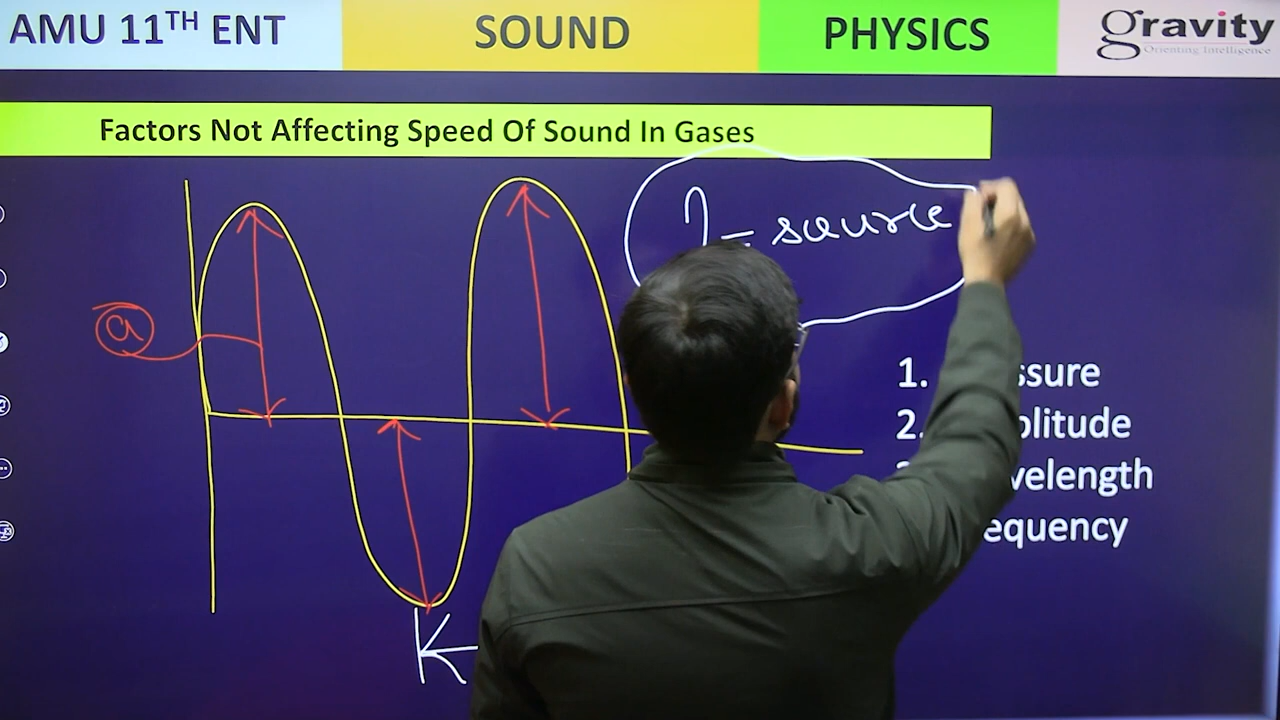 AMU 11TH ENT
SOUND
PHYSICS
gravity
Orienting Intelligence
Factors Not Affecting Speed Of Sound In Gases
= source
a
1. ssure
2. plitude
velength
equency
K